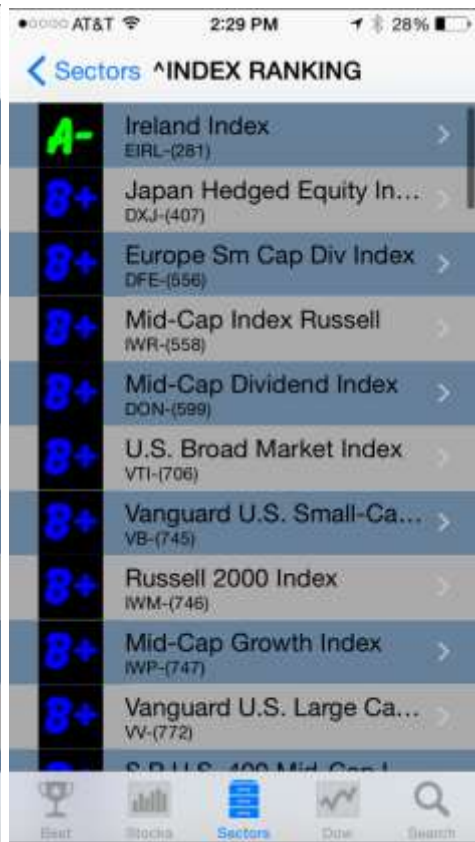 AT&T 2:29 PM 28%
Sectors ^INDEX RANKING
A- Ireland Index
EIRL-(281)
B+ Japan Hedged Equity In...
DXJ-(407)
B+ Europe Sm Cap Div Index
DFE-(556)
B+ Mid-Cap Index Russell
IWR-(558)
B+ Mid-Cap Dividend Index
DON-(599)
B+ U.S. Broad Market Index
VTI-(706)
B+ Vanguard U.S. Small-Ca...
VB-(745)
B+ Russell 2000 Index
IWM-(746)
B+ Mid-Cap Growth Index
IWP-(747)
B+ Vanguard U.S. Large Ca...
VV-(772)
Best Stocks Sectors Dow Search